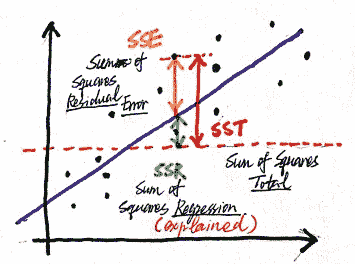 SSE
Sum of
Squares
Residual
Error
SST
SSR
Sum of Squares
Total
Sum of
Squares Regression
(explained)